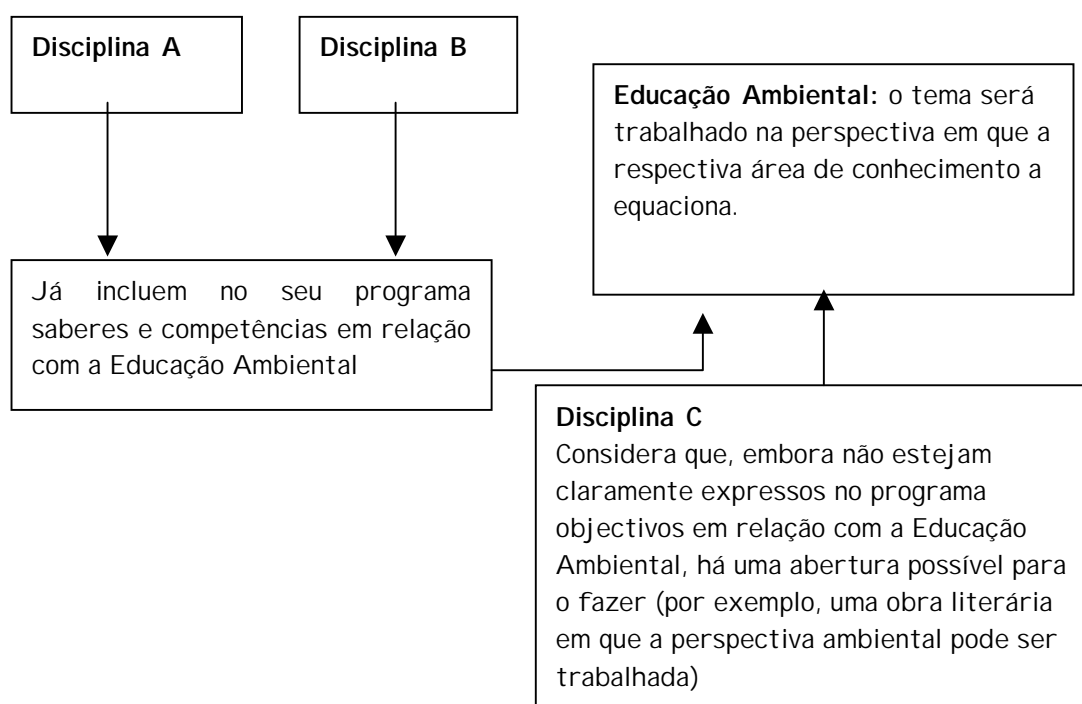 Disciplina A
Disciplina B
Educação Ambiental: o tema será
trabalhado na perspectiva em que a
respectiva área de conhecimento a
equaciona.
Já incluem no seu programa
saberes e competências em relação
com a Educação Ambiental
Disciplina C
Considera que, embora não estejam
claramente expressos no programa
objectivos em relação com a Educação
Ambiental, há uma abertura possível para
o fazer (por exemplo, uma obra literária
em que a perspectiva ambiental pode ser
trabalhada)